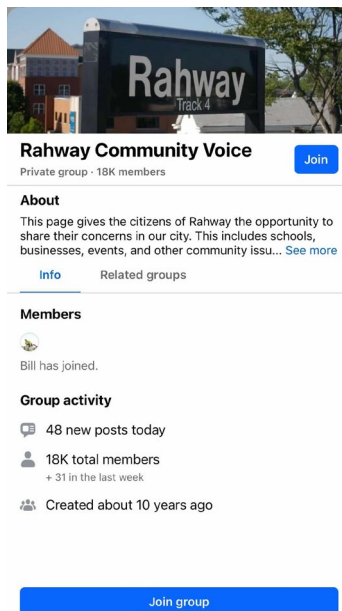 Rahway
Track 4
Rahway Community Voice
Private group · 18K members
Join
About
This page gives the citizens of Rahway the opportunity to
share their concerns in our city. This includes schools,
businesses, events, and other community issu... See more
Info
Related groups
Members
Bill has joined.
Group activity
48 new posts today
18K total members
+ 31 in the last week
Created about 10 years ago
Join group